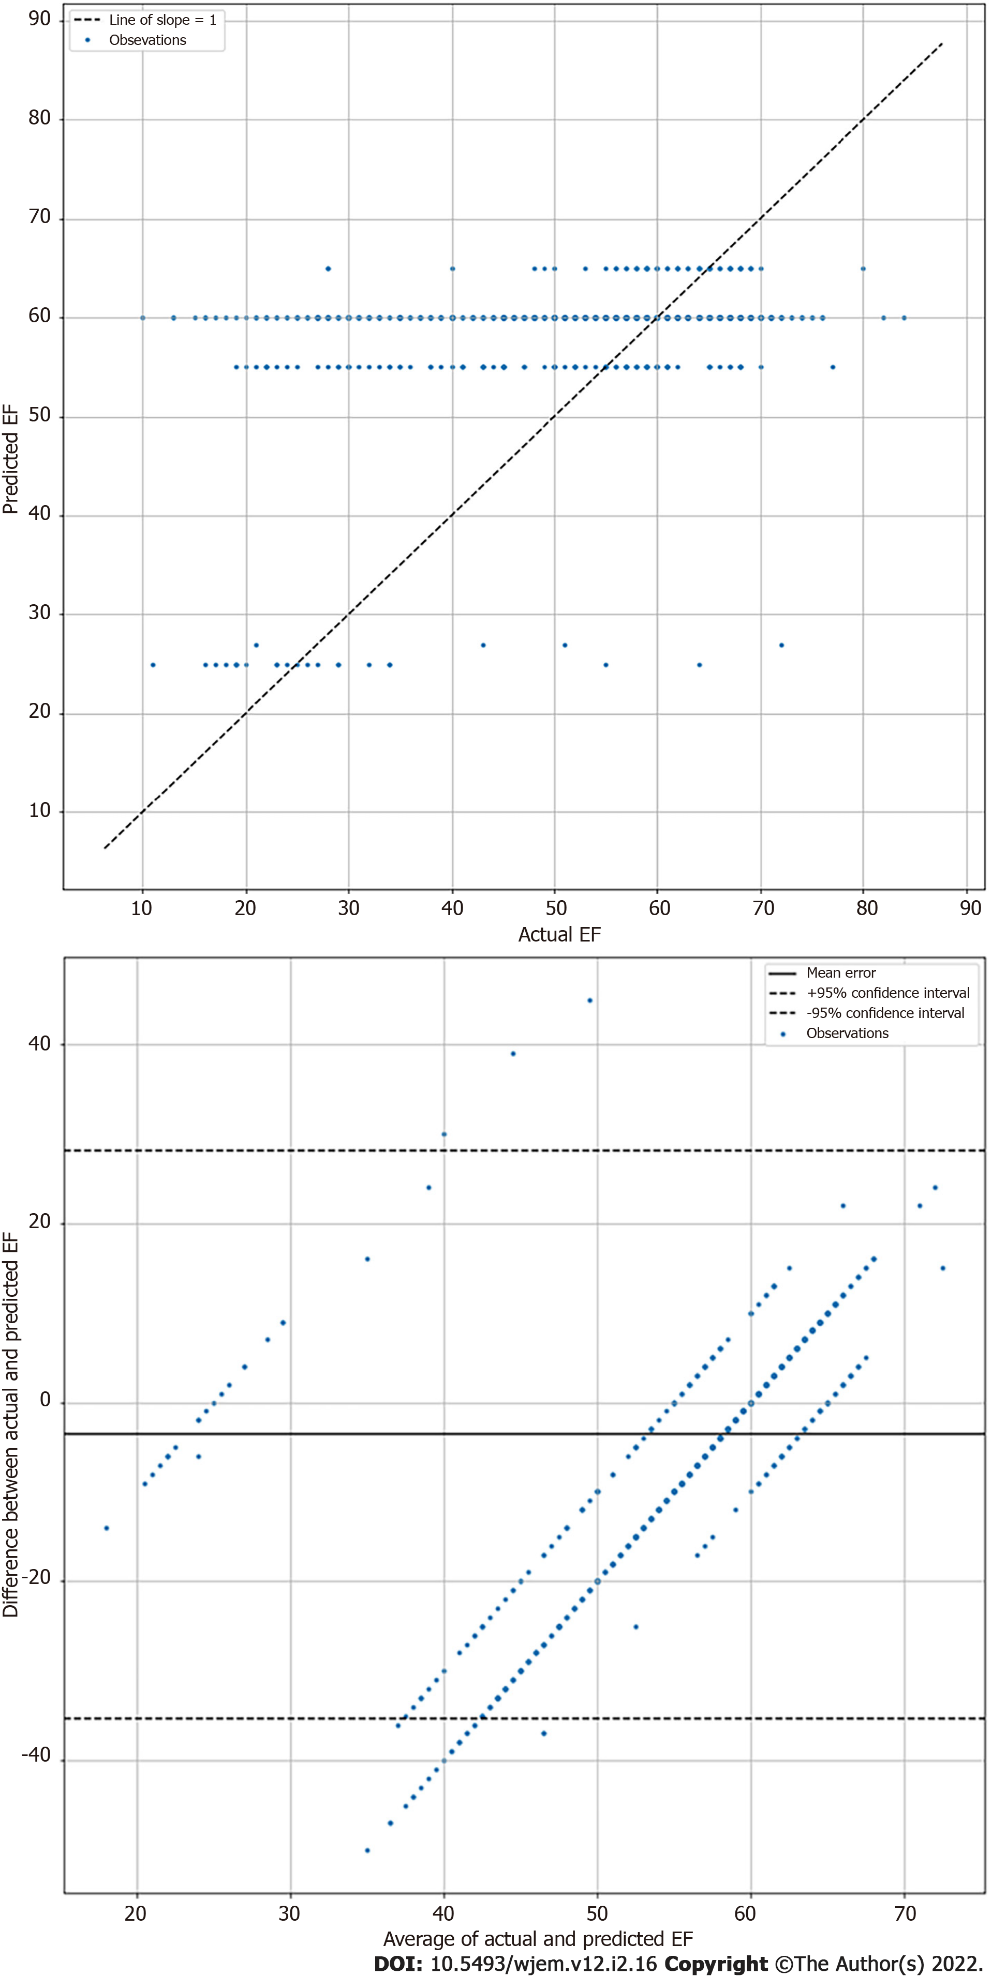 90
Line of slope = 1
Obsevations
80
70
60
50
Predicted EF
40
30
20
10
10 20 30 40 50 60 70 80 90
Actual EF
Mean error
+95% confidence interval
-95% confidence interval
Observations
40
20
Difference between actual and predicted EF
0
-20
-40
20 30 40 50 60 70
Average of actual and predicted EF
DOI: 10.5493/wjem.v12.i2.16 Copyright ©The Author(s) 2022.